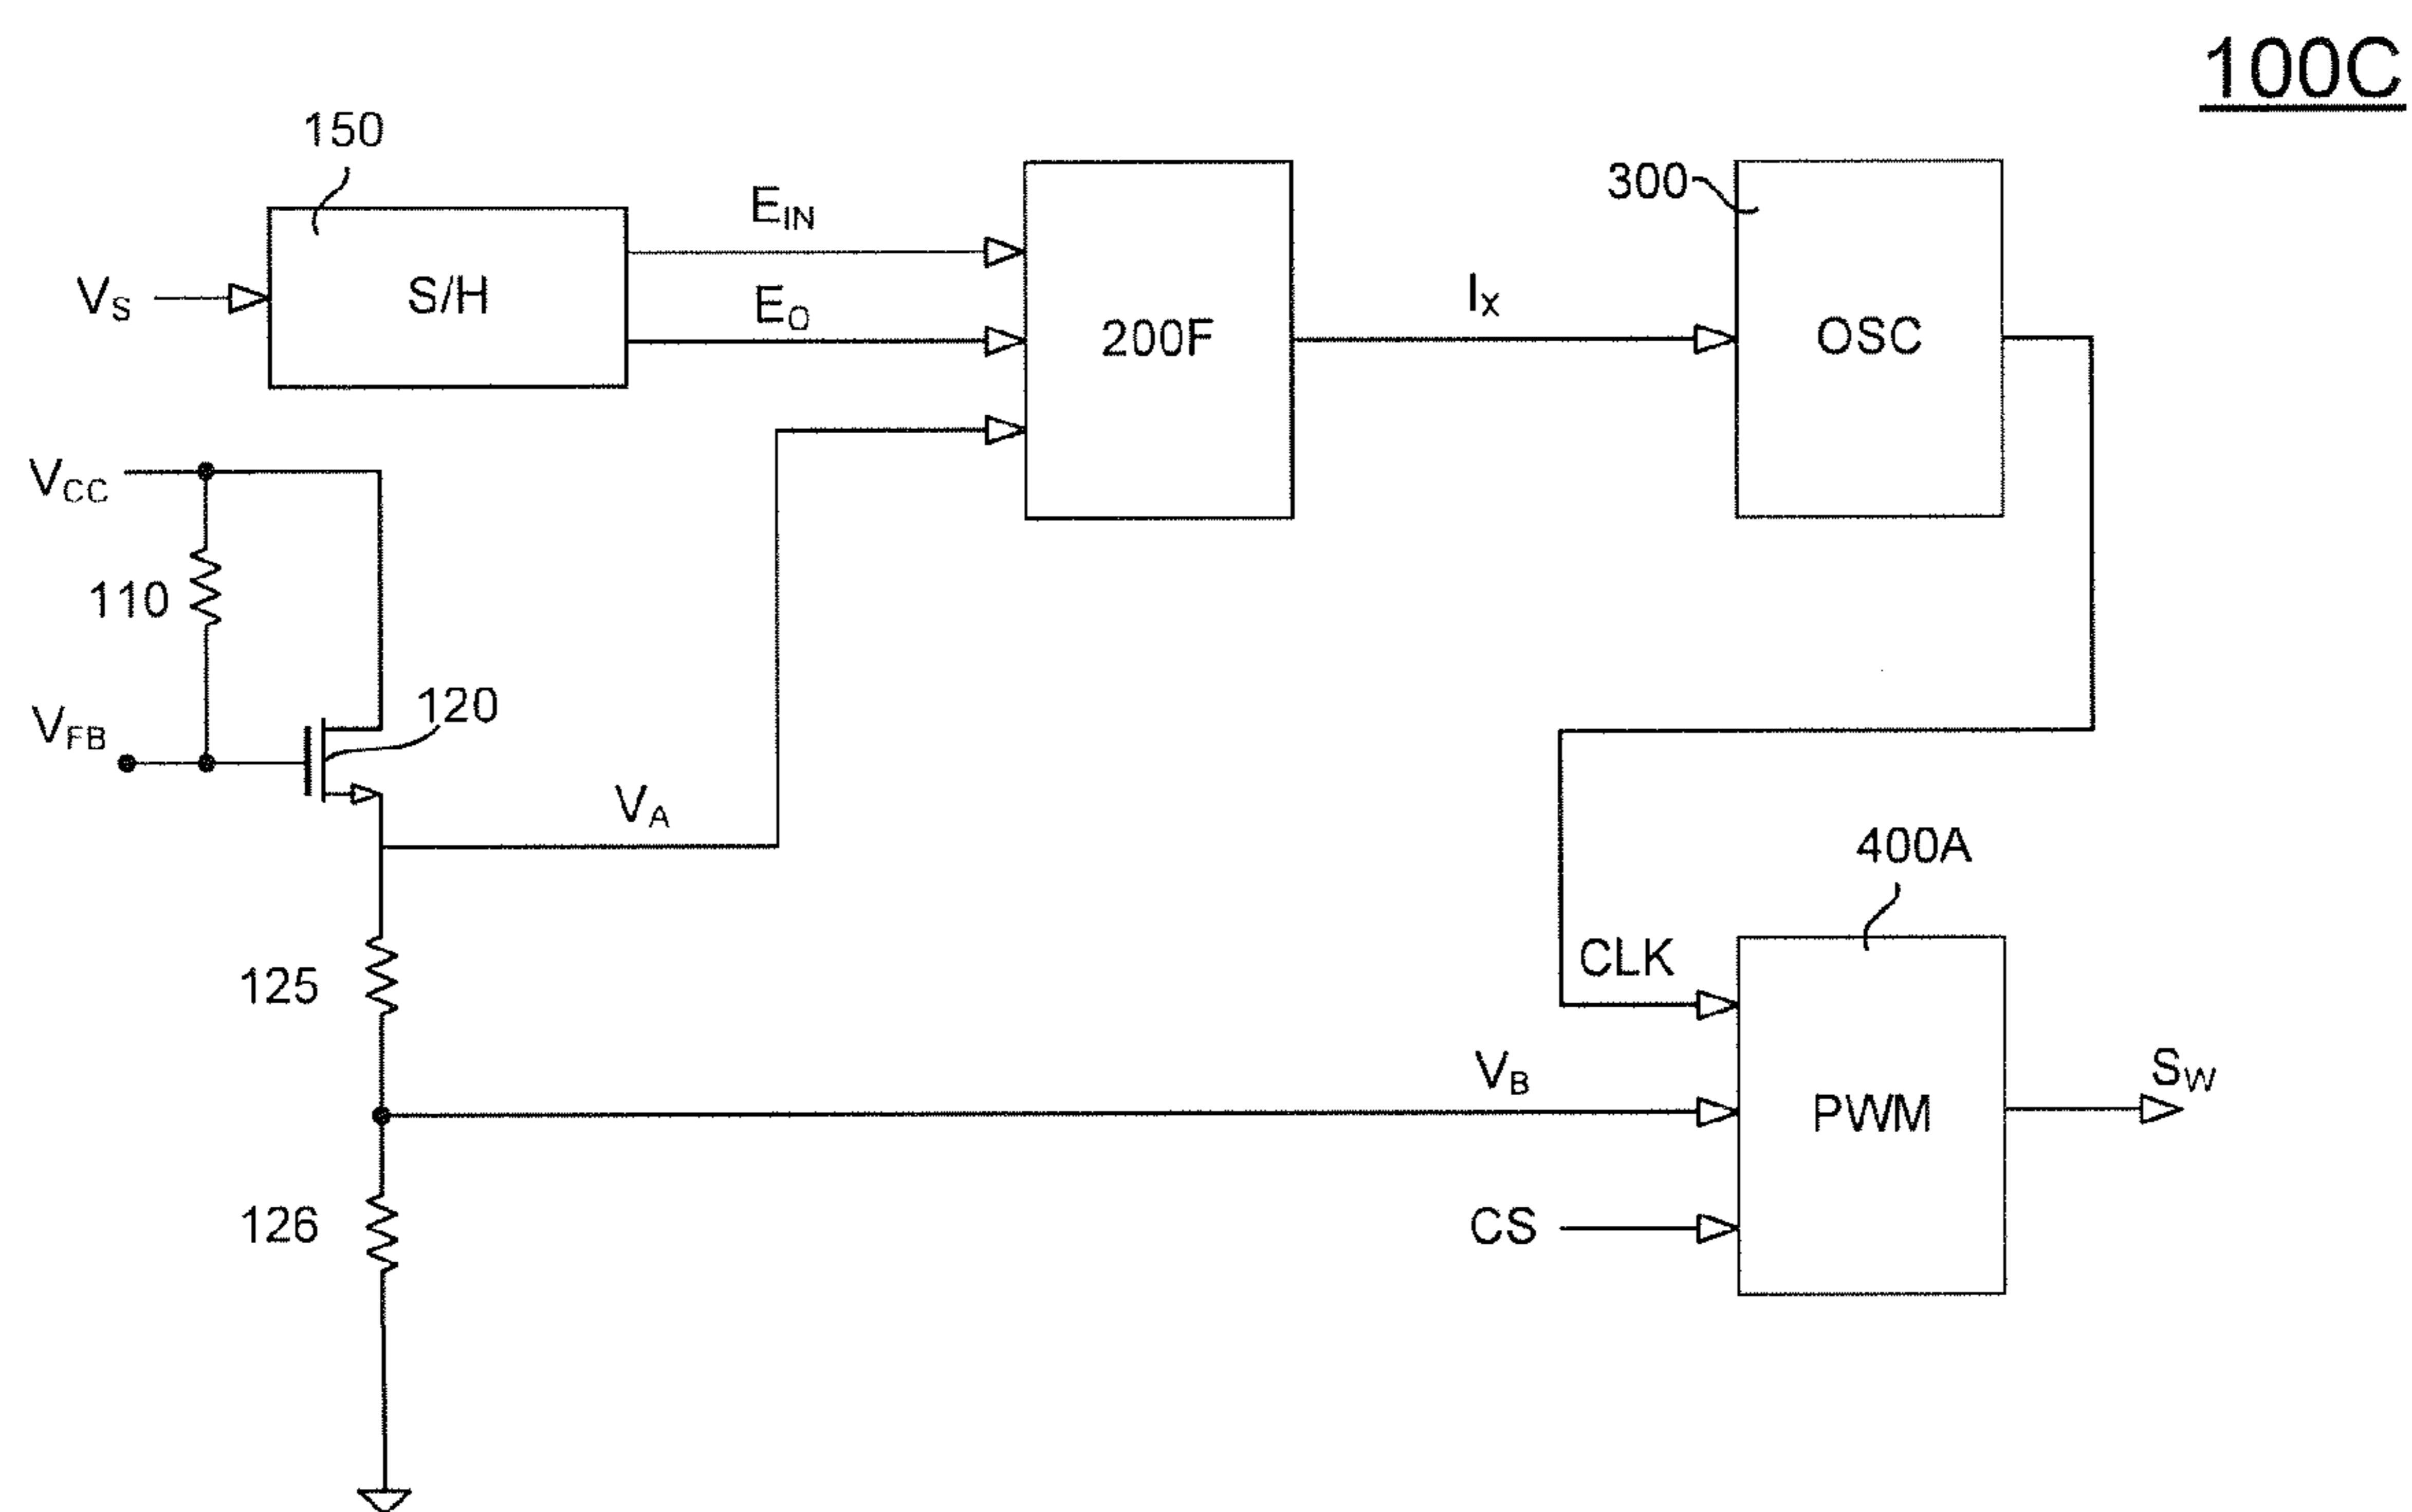 100C
150
E_IN
300
V_S
S/H
E_O
200F
I_X
OSC
V_CC
110
V_FB
120
V_A
400A
125
CLK
V_B
PWM
S_W
126
CS